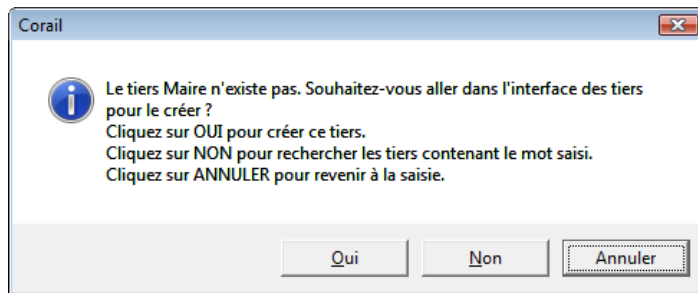 Corail
Le tiers Maire n'existe pas. Souhaitez-vous aller dans l'interface des tiers
pour le créer ?
Cliquez sur OUI pour créer ce tiers.
Cliquez sur NON pour rechercher les tiers contenant le mot saisi.
Cliquez sur ANNULER pour revenir à la saisie.
Oui Non Annuler